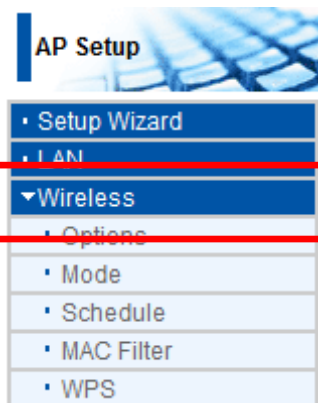 AP Setup
Setup Wizard
LAN
Wireless
Options
Mode
Schedule
MAC Filter
WPS